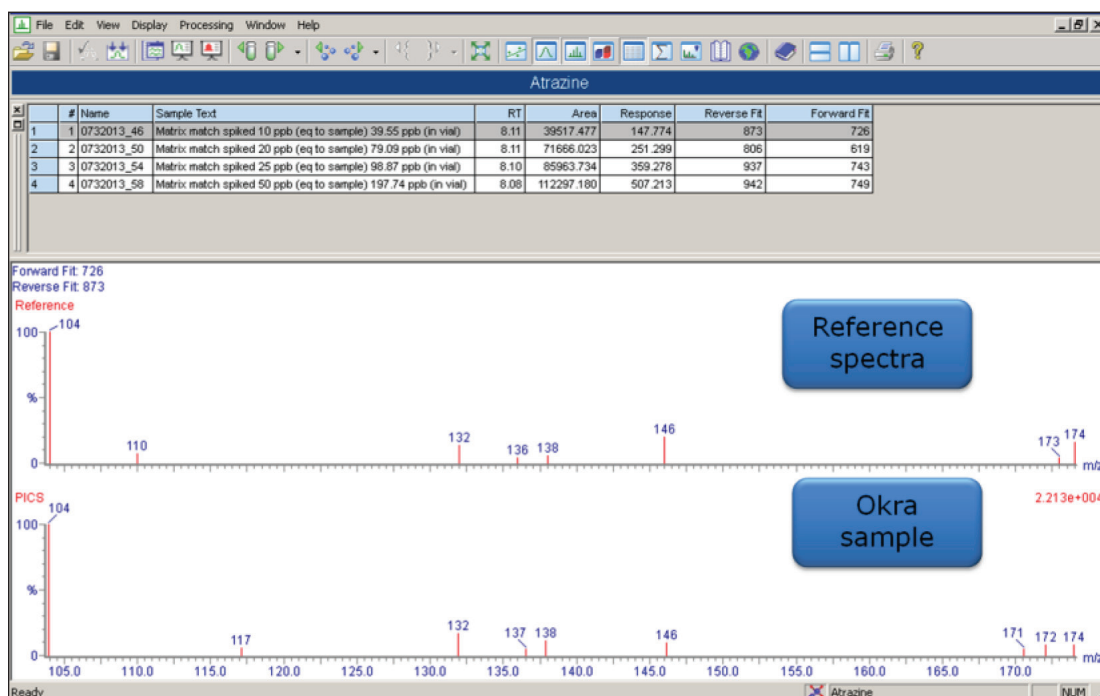 File Edit View Display Processing Window Help
Atrazine
# Name Sample Text RT Area Response Reverse Fit Forward Fit
1 1 0732013_46 Matrix match spiked 10 ppb (eq to sample) 39.55 ppb (in vial) 8.11 39517.477 147.774 873 726
2 2 0732013_50 Matrix match spiked 20 ppb (eq to sample) 79.09 ppb (in vial) 8.11 71666.023 251.299 806 619
3 3 0732013_54 Matrix match spiked 25 ppb (eq to sample) 98.87 ppb (in vial) 8.10 85963.734 359.278 937 743
4 4 0732013_58 Matrix match spiked 50 ppb (eq to sample) 197.74 ppb (in vial) 8.08 112297.180 507.213 942 749
Forward Fit: 726
Reverse Fit: 873
Reference
Reference
spectra
104
100
%
0
110
132
136
138
146
173
174
m/z
PICS
2.213e+004
Okra
sample
104
100
%
0
117
132
137
138
146
171
172
174
m/z
105.0 110.0 115.0 120.0 125.0 130.0 135.0 140.0 145.0 150.0 155.0 160.0 165.0 170.0
Ready Atrazine NUM